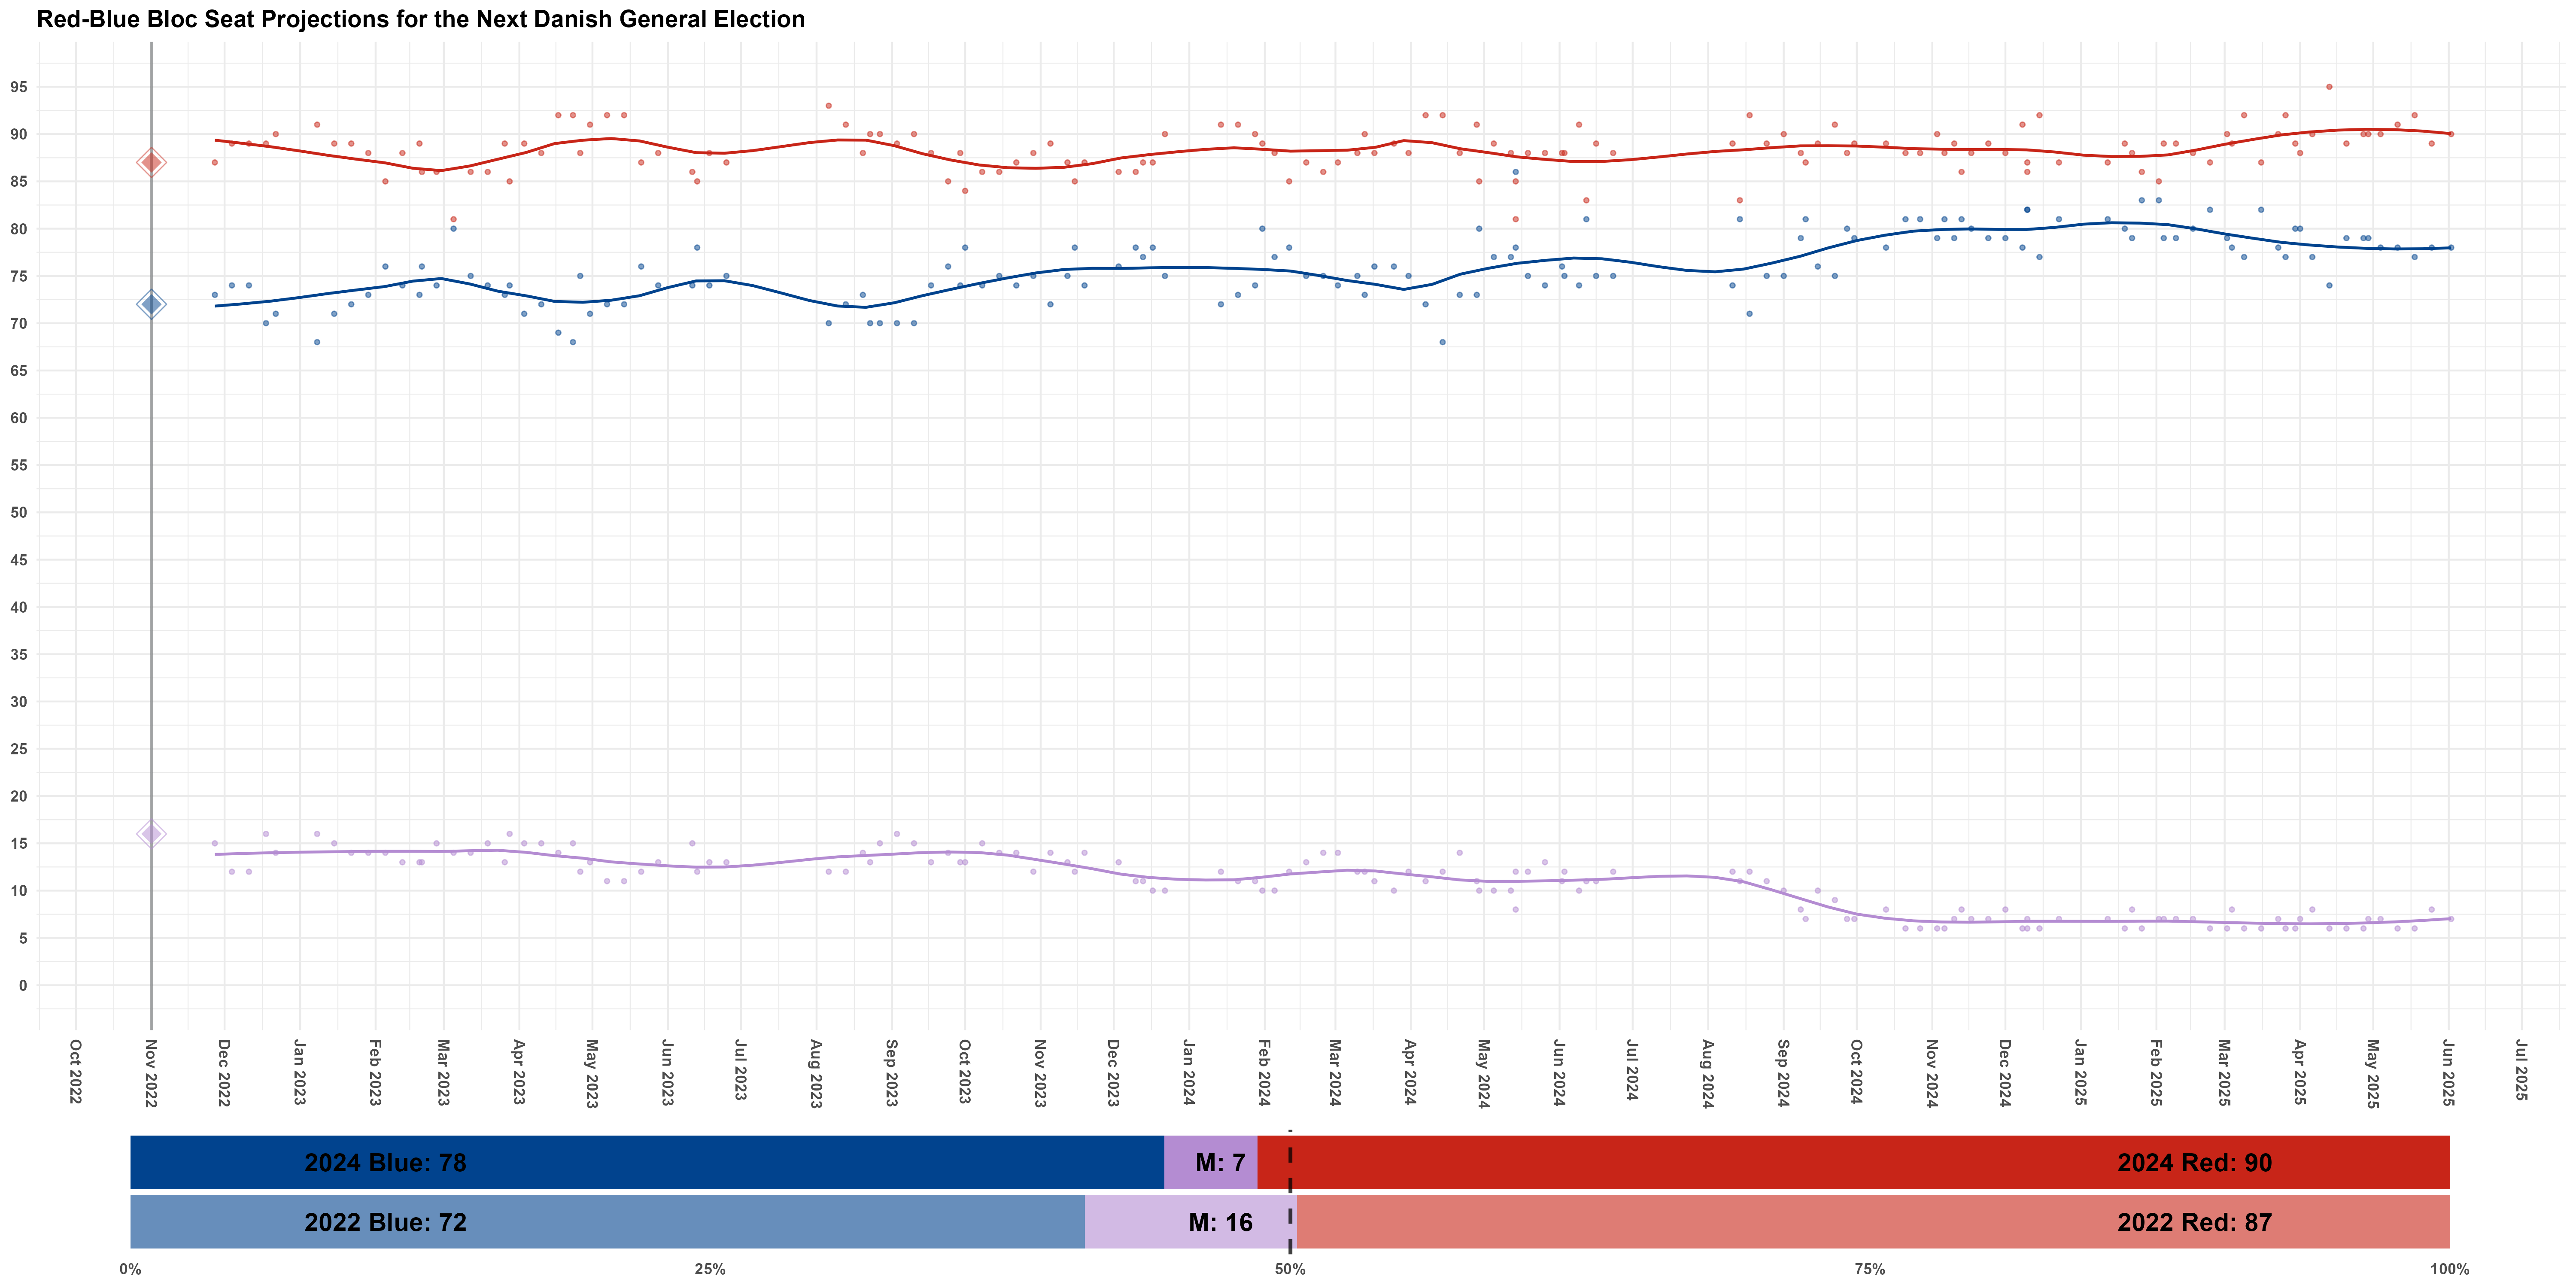 Red-Blue Bloc Seat Projections for the Next Danish General Election
95
90
85
80
75
70
65
60
55
50
45
40
35
30
25
20
15
10
5
0
Oct 2022
Nov 2022
Dec 2022
Jan 2023
Feb 2023
Mar 2023
Apr 2023
May 2023
Jun 2023
Jul 2023
Aug 2023
Sep 2023
Oct 2023
Nov 2023
Dec 2023
Jan 2024
Feb 2024
Mar 2024
Apr 2024
May 2024
Jun 2024
Jul 2024
Aug 2024
Sep 2024
Oct 2024
Nov 2024
Dec 2024
Jan 2025
Feb 2025
Mar 2025
Apr 2025
May 2025
Jun 2025
Jul 2025
2024 Blue: 78 M: 7 2024 Red: 90
2022 Blue: 72 M: 16 2022 Red: 87
0% 25% 50% 75% 100%